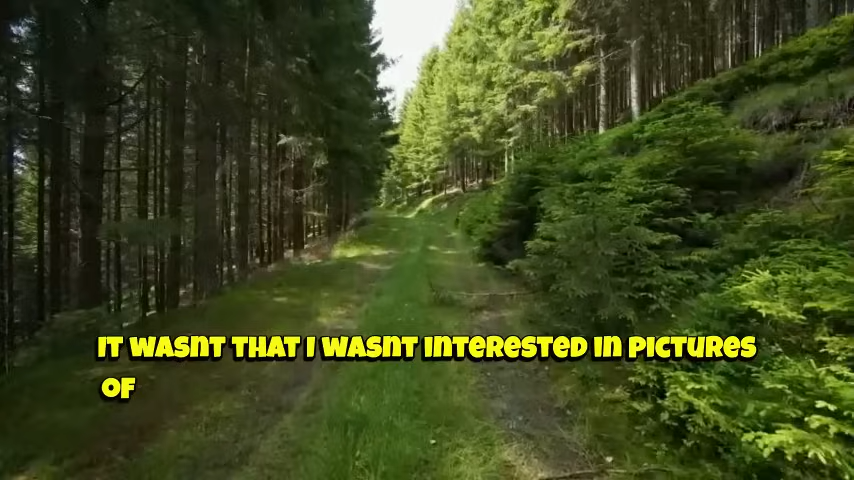 IT WASNT THAT I WASNT INTERESTED IN PICTURES
OF